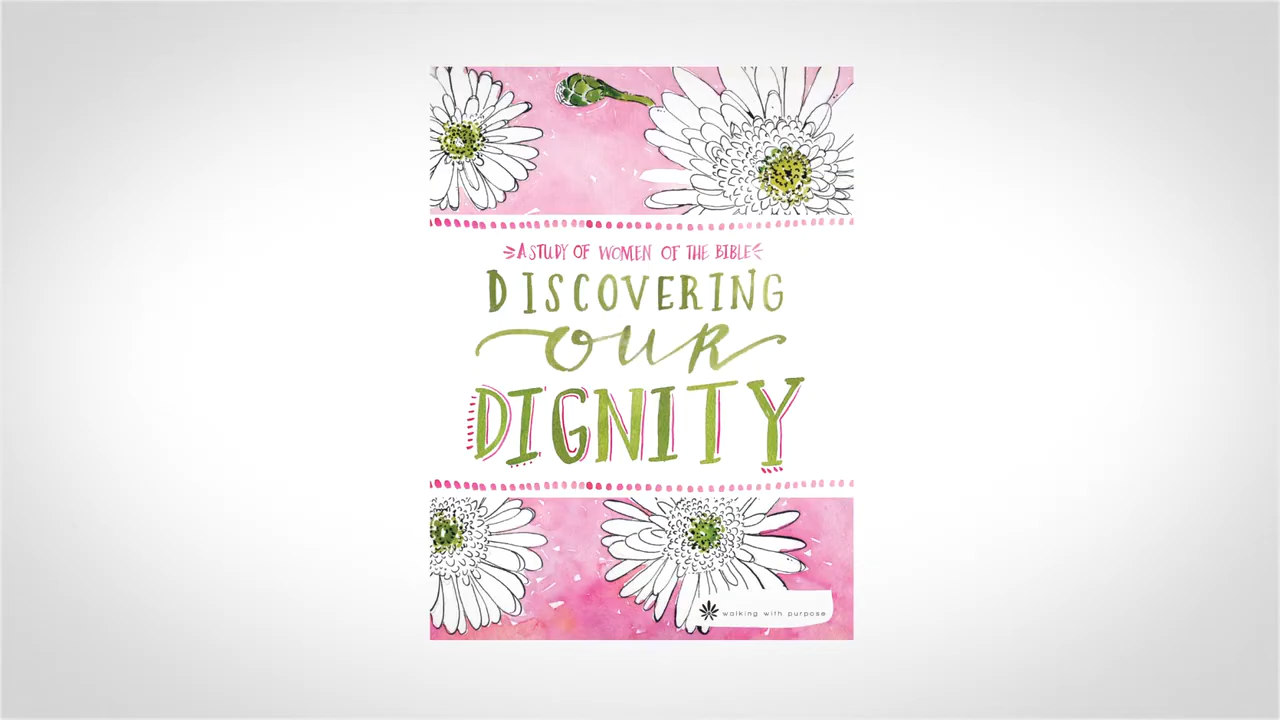 A STUDY OF WOMEN OF THE BIBLE
DISCOVERING
OUR
DIGNITY
walking with purpose